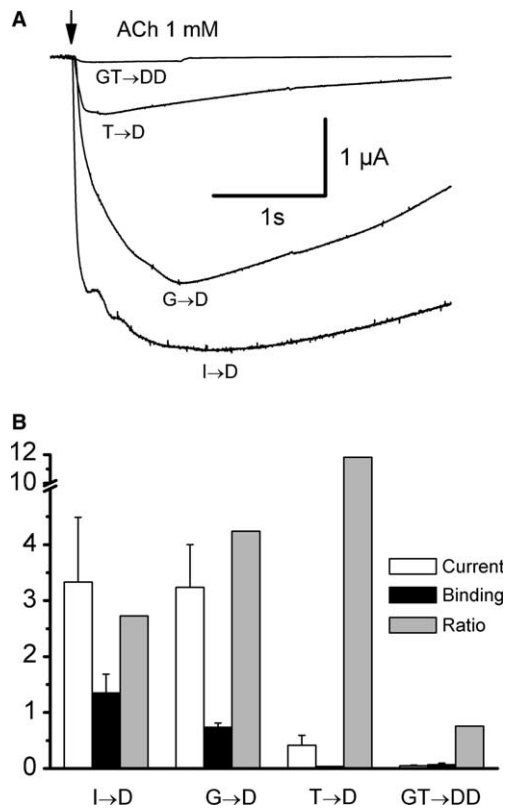 A
ACh 1 mM
GT→DD
T→D
1 µA
1s
G→D
I→D
B
12
10
4
3
2
1
0
Current
Binding
Ratio
I→D
G→D
T→D
GT→DD